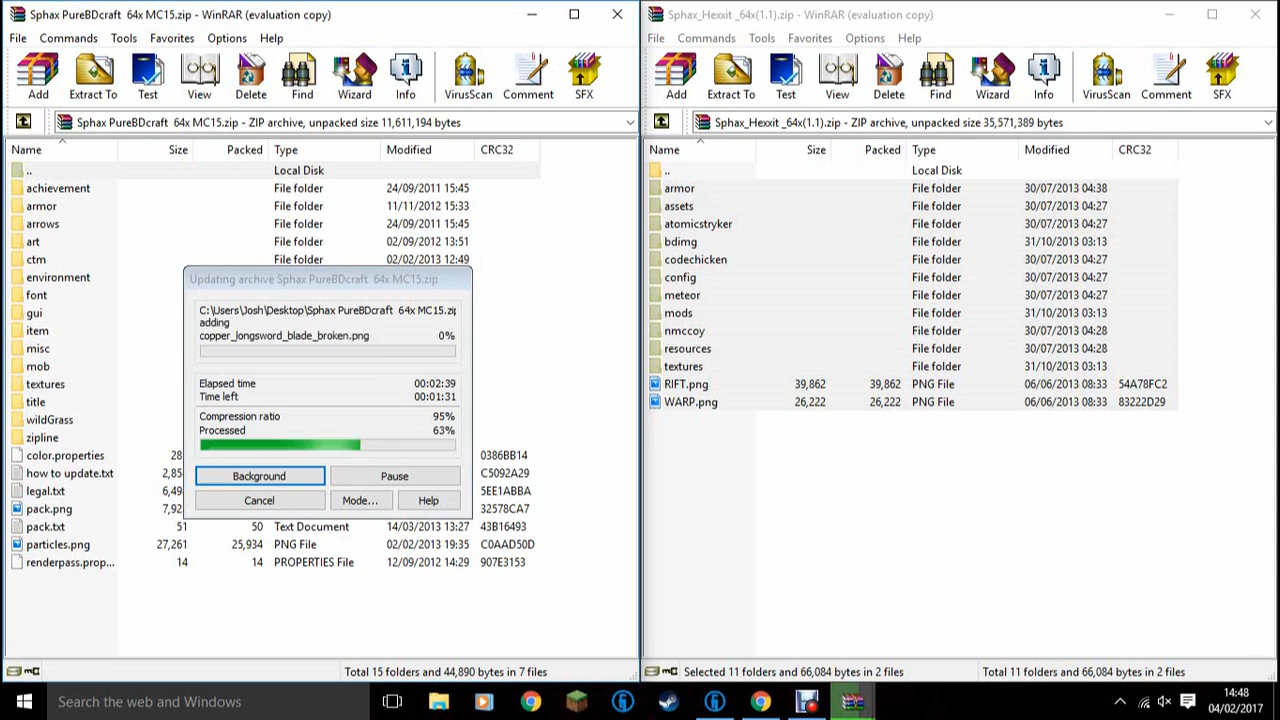 Sphax PureBDcraft 64x MC15.zip - WinRAR (evaluation copy)
File Commands Tools Favorites Options Help
Add Extract To Test View Delete Find Wizard Info VirusScan Comment SFX
Sphax PureBDcraft 64x MC15.zip - ZIP archive, unpacked size 11,611,194 bytes
Name Size Packed Type Modified CRC32
.. Local Disk
achievement File folder 24/09/2011 15:45
armor File folder 11/11/2012 15:33
arrows File folder 24/09/2011 15:45
art File folder 02/09/2012 13:51
ctm File folder 02/02/2013 12:49
environment
font
gui
item
misc
mob
textures
title
wildGrass
zipline
color.properties 28 0386BB14
how to update.txt 2,85 C5092A29
legal.txt 6,49 5EE1ABBA
pack.png 7,92 32578CA7
pack.txt 51 50 Text Document 14/03/2013 13:27 43B16493
particles.png 27,261 25,934 PNG File 02/02/2013 19:35 C0AAD50D
renderpass.prop... 14 14 PROPERTIES File 12/09/2012 14:29 907E3153
Total 15 folders and 44,890 bytes in 7 files
Updating archive Sphax PureBDcraft 64x MC15.zip
C:\Users\Josh\Desktop\Sphax PureBDcraft 64x MC15.zip
adding
copper_longsword_blade_broken.png 0%
Elapsed time 00:02:39
Time left 00:01:31
Compression ratio 95%
Processed 63%
Background Pause
Cancel Mode... Help
Sphax_Hexxit _64x(1.1).zip - WinRAR (evaluation copy)
File Commands Tools Favorites Options Help
Add Extract To Test View Delete Find Wizard Info VirusScan Comment SFX
Sphax_Hexxit _64x(1.1).zip - ZIP archive, unpacked size 35,571,389 bytes
Name Size Packed Type Modified CRC32
.. Local Disk
armor File folder 30/07/2013 04:38
assets File folder 30/07/2013 04:27
atomicstryker File folder 30/07/2013 04:27
bdimg File folder 31/10/2013 03:13
codechicken File folder 30/07/2013 04:27
config File folder 30/07/2013 04:27
meteor File folder 30/07/2013 04:27
mods File folder 31/10/2013 03:13
nmccoy File folder 30/07/2013 04:28
resources File folder 30/07/2013 04:28
textures File folder 31/10/2013 03:13
RIFT.png 39,862 39,862 PNG File 06/06/2013 08:33 54A78FC2
WARP.png 26,222 26,222 PNG File 06/06/2013 08:33 83222D29
Selected 11 folders and 66,084 bytes in 2 files Total 11 folders and 66,084 bytes in 2 files
Search the web and Windows
14:48
04/02/2017